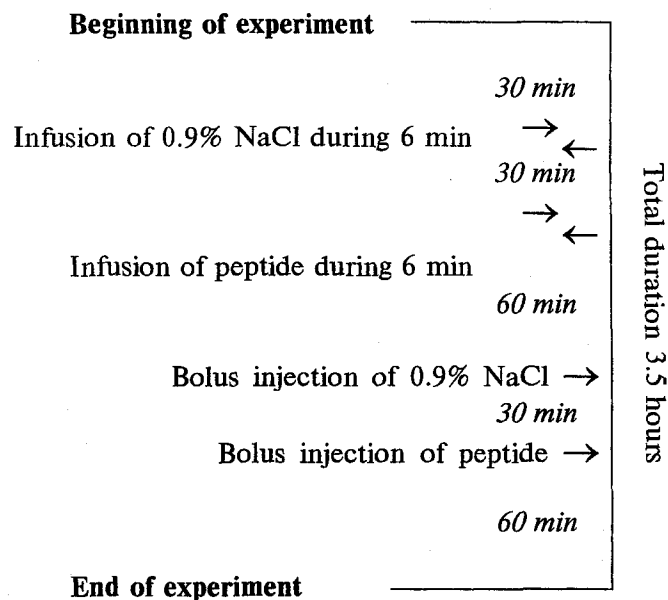 Beginning of experiment
30 min
Infusion of 0.9% NaCl during 6 min
30 min
Infusion of peptide during 6 min
60 min
Bolus injection of 0.9% NaCl
30 min
Bolus injection of peptide
60 min
End of experiment
Total duration 3.5 hours